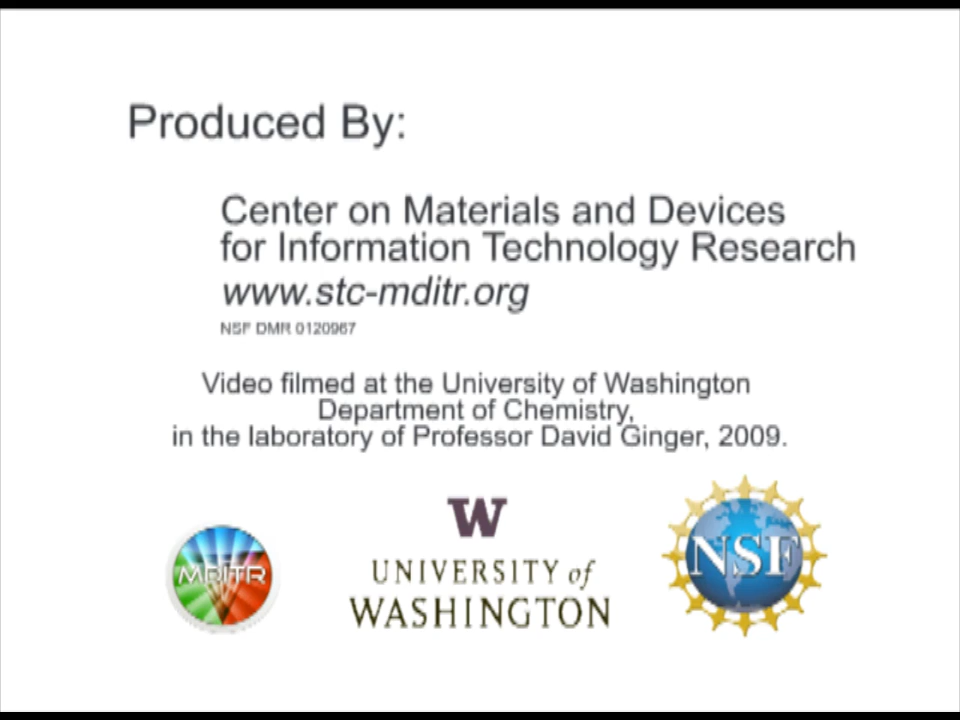 Produced By:
Center on Materials and Devices
for Information Technology Research
www.stc-mditr.org
NSF DMR 0120967
Video filmed at the University of Washington
Department of Chemistry,
in the laboratory of Professor David Ginger, 2009.
MDITR
W
UNIVERSITY of
WASHINGTON
NSF